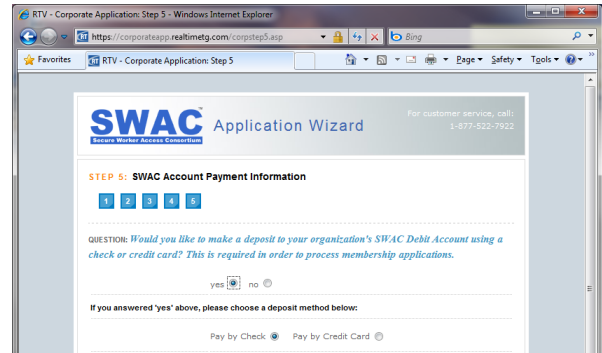 RTV - Corporate Application: Step 5 - Windows Internet Explorer
https://corporateapp.realtimetg.com/corpstep5.asp
Bing
Favorites
RTV - Corporate Application: Step 5
Page
Safety
Tools
SWAC Application Wizard
Secure Worker Access Consortium
For customer service, call:
1-877-522-7922
STEP 5: SWAC Account Payment Information
1 2 3 4 5
QUESTION: Would you like to make a deposit to your organization's SWAC Debit Account using a
check or credit card? This is required in order to process membership applications.
yes no
If you answered 'yes' above, please choose a deposit method below:
Pay by Check Pay by Credit Card